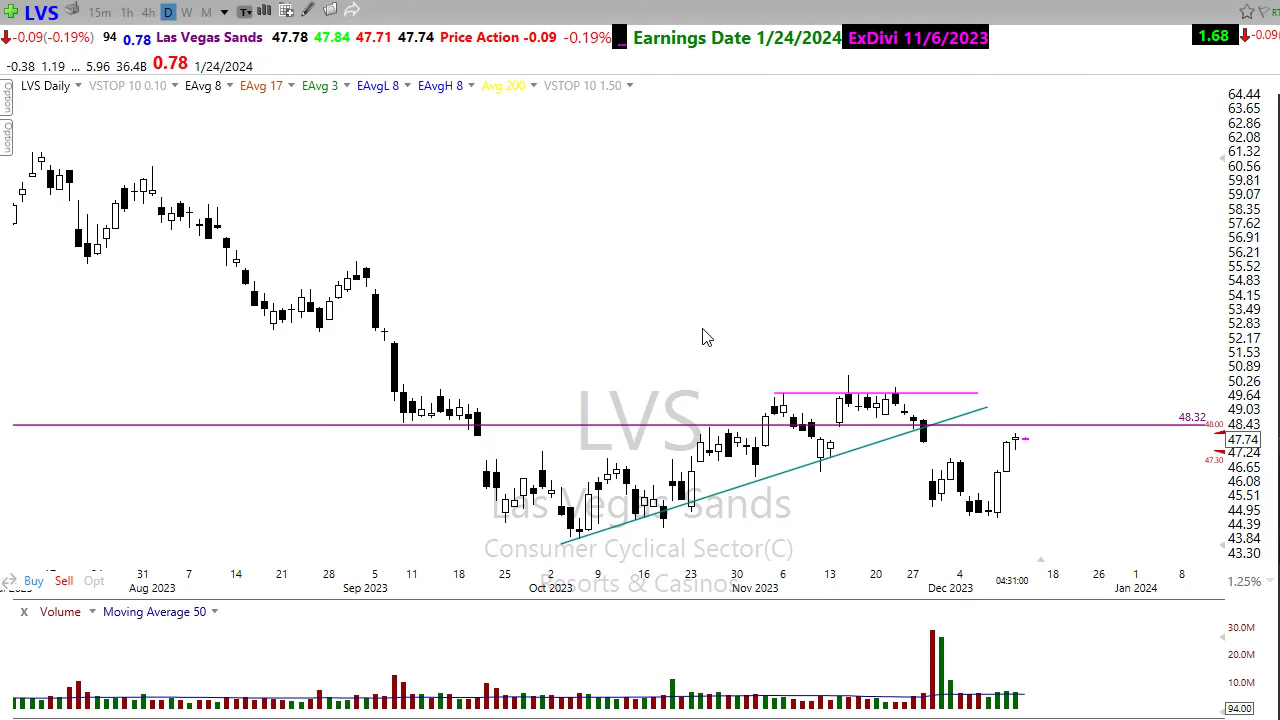 LVS 15m 1h 4h D W M T
-0.09(-0.19%) 94 0.78 Las Vegas Sands 47.78 47.84 47.71 47.74 Price Action -0.09 -0.19% ... Earnings Date 1/24/2024 ExDivi 11/6/2023 1.68 -0.09
-0.38 1.19 ... 5.96 36.4B 0.78 1/24/2024
LVS Daily VSTOP 10 0.10 EAvg 8 EAvg 17 EAvg 3 EAvgL 8 EAvgH 8 Avg 200 VSTOP 10 1.50
Option
Option
64.44
63.65
62.86
62.08
61.32
60.56
59.81
59.07
58.35
57.62
56.91
56.21
55.52
54.83
54.15
53.49
52.83
52.17
51.53
50.89
50.26
49.64
49.03
48.43
47.74
47.24
46.65
46.08
45.51
44.95
44.39
43.84
43.30
48.32
48.00
47.30
LVS
Las Vegas Sands
Consumer Cyclical Sector(C)
Resorts & Casinos
Buy Sell Opt
31 7 14 21 28 5 11 18 25 2 9 16 23 30 6 13 20 27 4 04:31:00 18 26 1 8
Aug 2023 Sep 2023 Oct 2023 Nov 2023 Dec 2023 Jan 2024
1.25%
X Volume Moving Average 50
30.0M
20.0M
10.0M
94.00